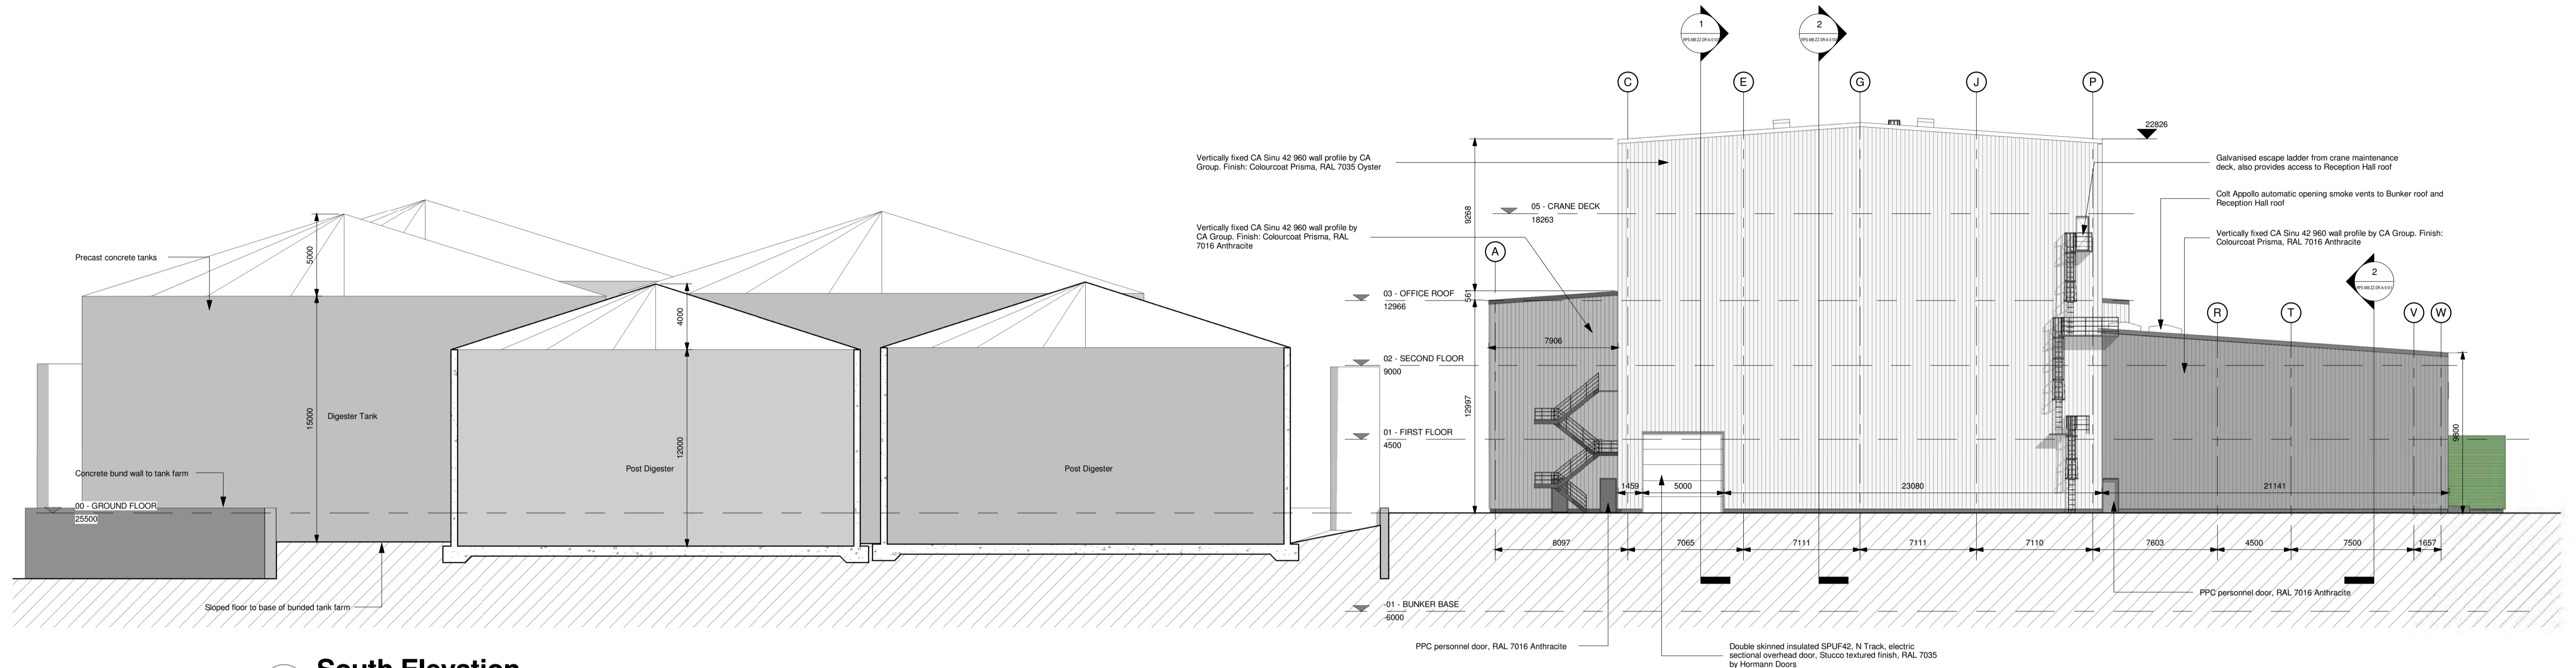 1
2
C
E
G
J
P
22826
Vertically fixed CA Sinu 42 960 wall profile by CA
Group. Finish: Colourcoat Prisma, RAL 7035 Oyster
Galvanised escape ladder from crane maintenance
deck, also provides access to Reception Hall roof
Colt Appollo automatic opening smoke vents to Bunker roof and
Reception Hall roof
9268
05 - CRANE DECK
18263
Vertically fixed CA Sinu 42 960 wall profile by
CA Group. Finish: Colourcoat Prisma, RAL
7016 Anthracite
Vertically fixed CA Sinu 42 960 wall profile by CA Group. Finish:
Colourcoat Prisma, RAL 7016 Anthracite
A
2
Precast concrete tanks
5000
03 - OFFICE ROOF
12966
561
R
T
V
W
4000
7906
02 - SECOND FLOOR
9000
15000
Digester Tank
12997
12000
01 - FIRST FLOOR
4500
9800
Post Digester
Post Digester
Concrete bund wall to tank farm
1459
5000
23080
21141
00 - GROUND FLOOR
25500
8097
7065
7111
7111
7110
7603
4500
7500
1657
PPC personnel door, RAL 7016 Anthracite
Sloped floor to base of bunded tank farm
-01 - BUNKER BASE
-6000
PPC personnel door, RAL 7016 Anthracite
Double skinned insulated SPUF42, N Track, electric
sectional overhead door, Stucco textured finish, RAL 7035
by Hormann Doors
South Elevation